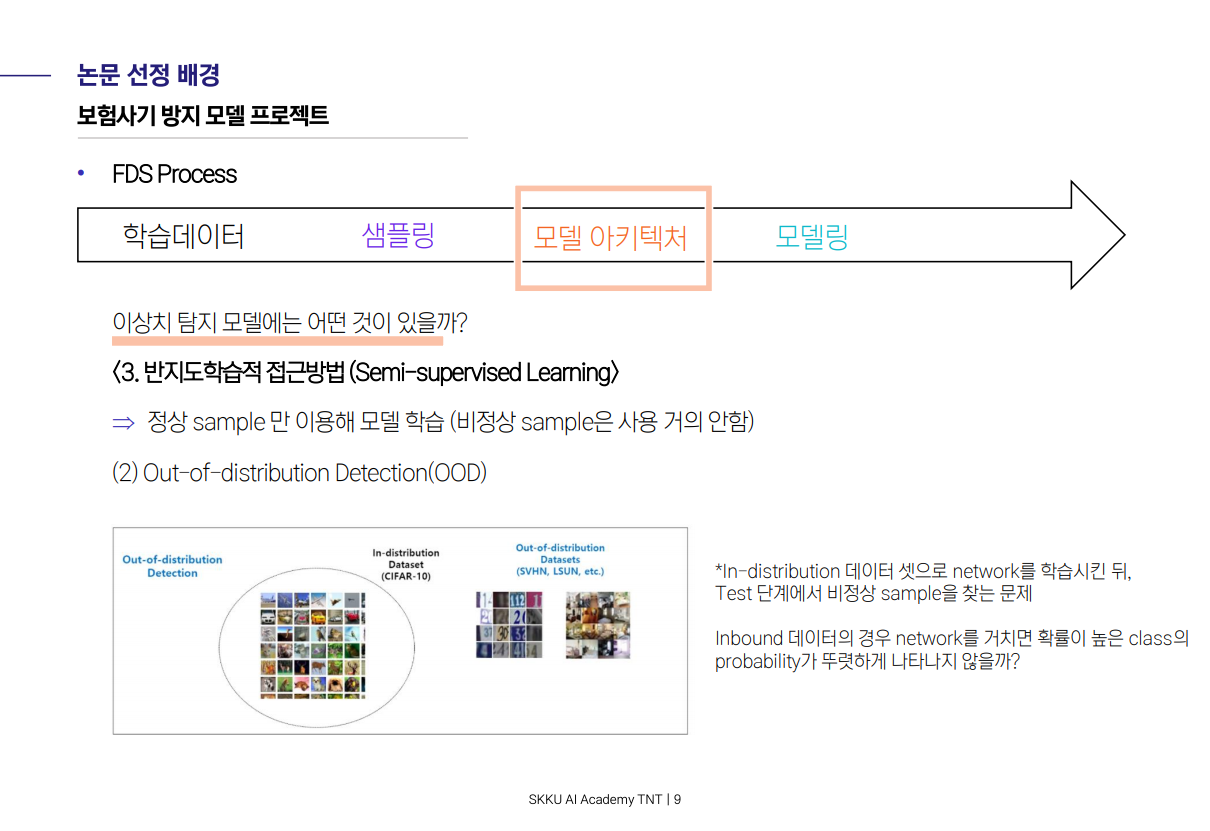 논문 선정 배경
보험사기 방지 모델 프로젝트
• FDS Process
학습데이터 샘플링 모델 아키텍처 모델링
이상치 탐지 모델에는 어떤 것이 있을까?
<3. 반지도학습적 접근방법 (Semi-supervised Learning>
⇒ 정상 sample 만 이용해 모델 학습 (비정상 sample은 사용 거의 안함)
(2) Out-of-distribution Detection(OOD)
Out-of-distribution
Detection
In-distribution
Dataset
(CIFAR-10)
Out-of-distribution
Datasets
(SVHN, LSUN, etc.)
*In-distribution 데이터 셋으로 network를 학습시킨 뒤,
Test 단계에서 비정상 sample을 찾는 문제
Inbound 데이터의 경우 network를 거치면 확률이 높은 class의
probability가 뚜렷하게 나타나지 않을까?
SKKU AI Academy TNT | 9